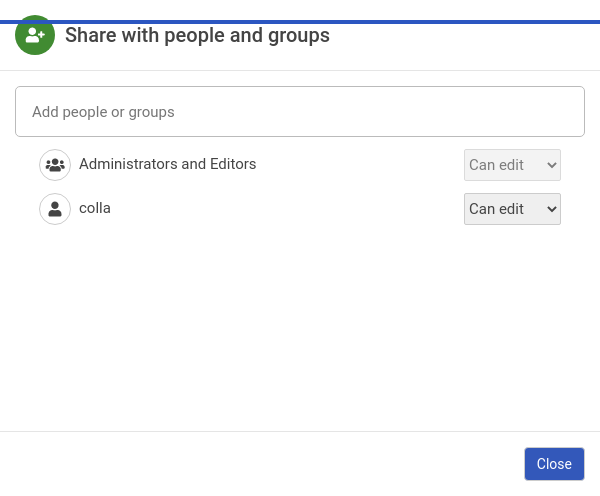 Share with people and groups
Add people or groups
Administrators and Editors Can edit
colla Can edit
Close